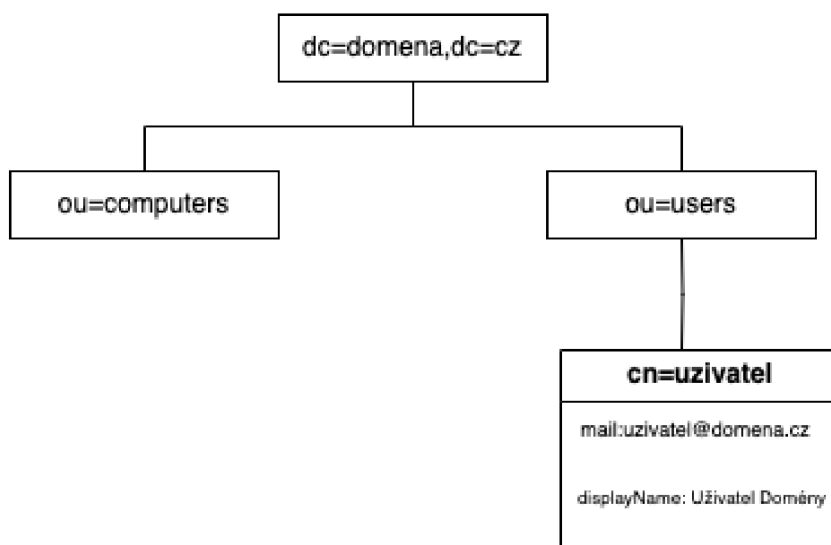 dc=domena,dc=cz
ou=computers
ou=users
cn=uzivatel
mail:uzivatel@domena.cz
displayName: Uživatel Domény